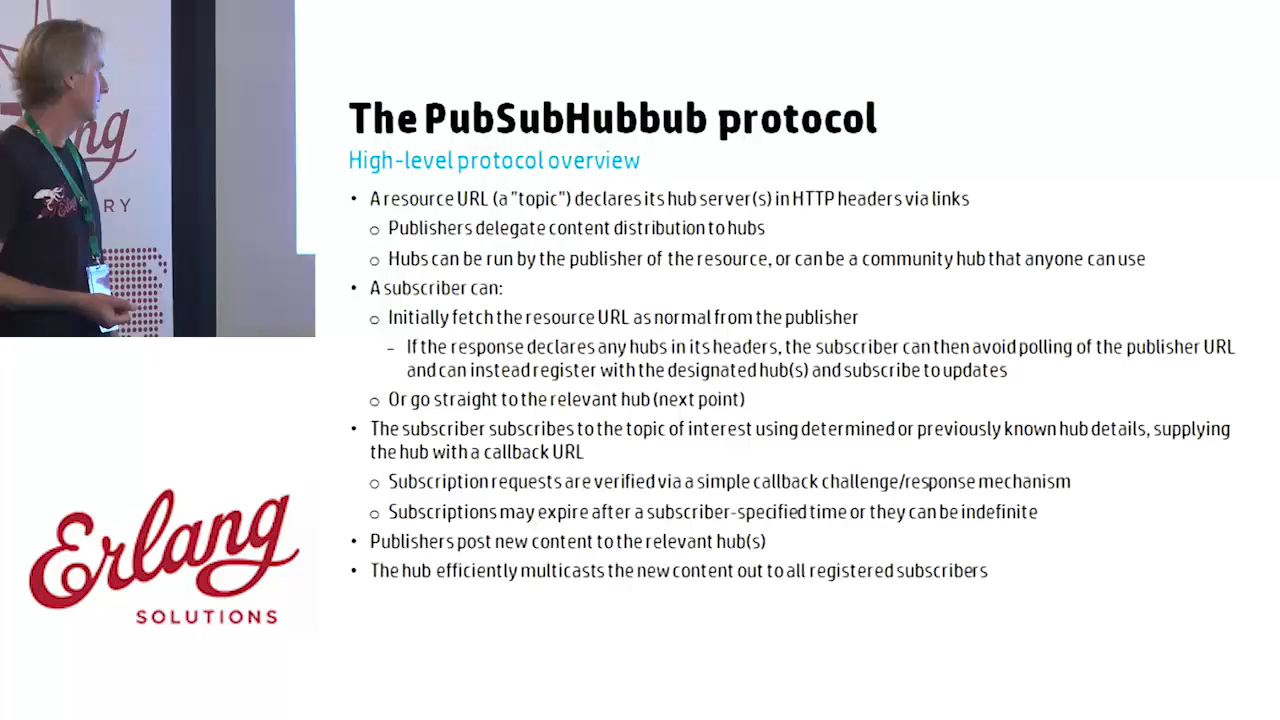 The PubSubHubbub protocol
High-level protocol overview
• A resource URL (a "topic") declares its hub server(s) in HTTP headers via links
o Publishers delegate content distribution to hubs
o Hubs can be run by the publisher of the resource, or can be a community hub that anyone can use
• A subscriber can:
o Initially fetch the resource URL as normal from the publisher
– If the response declares any hubs in its headers, the subscriber can then avoid polling of the publisher URL
and can instead register with the designated hub(s) and subscribe to updates
o Or go straight to the relevant hub (next point)
• The subscriber subscribes to the topic of interest using determined or previously known hub details, supplying
the hub with a callback URL
o Subscription requests are verified via a simple callback challenge/response mechanism
o Subscriptions may expire after a subscriber-specified time or they can be indefinite
• Publishers post new content to the relevant hub(s)
• The hub efficiently multicasts the new content out to all registered subscribers
Erlang
SOLUTIONS